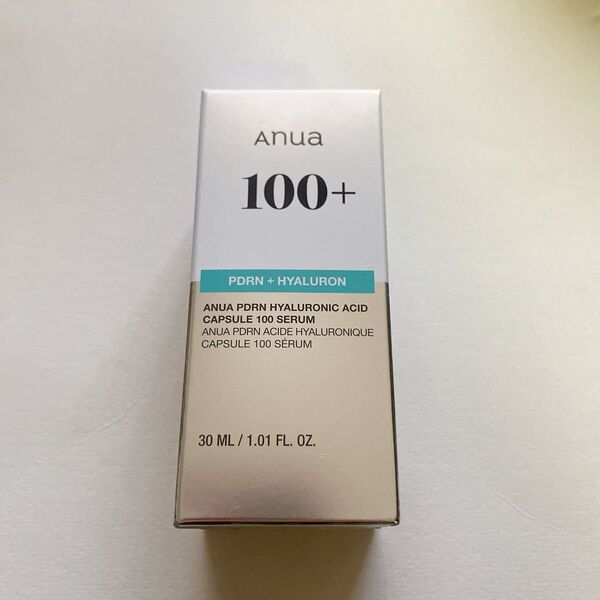 Anua
100+
PDRN + HYALURON
ANUA PDRN HYALURONIC ACID
CAPSULE 100 SERUM
ANUA PDRN ACIDE HYALURONIQUE
CAPSULE 100 SÉRUM
30 ML / 1.01 FL. OZ.